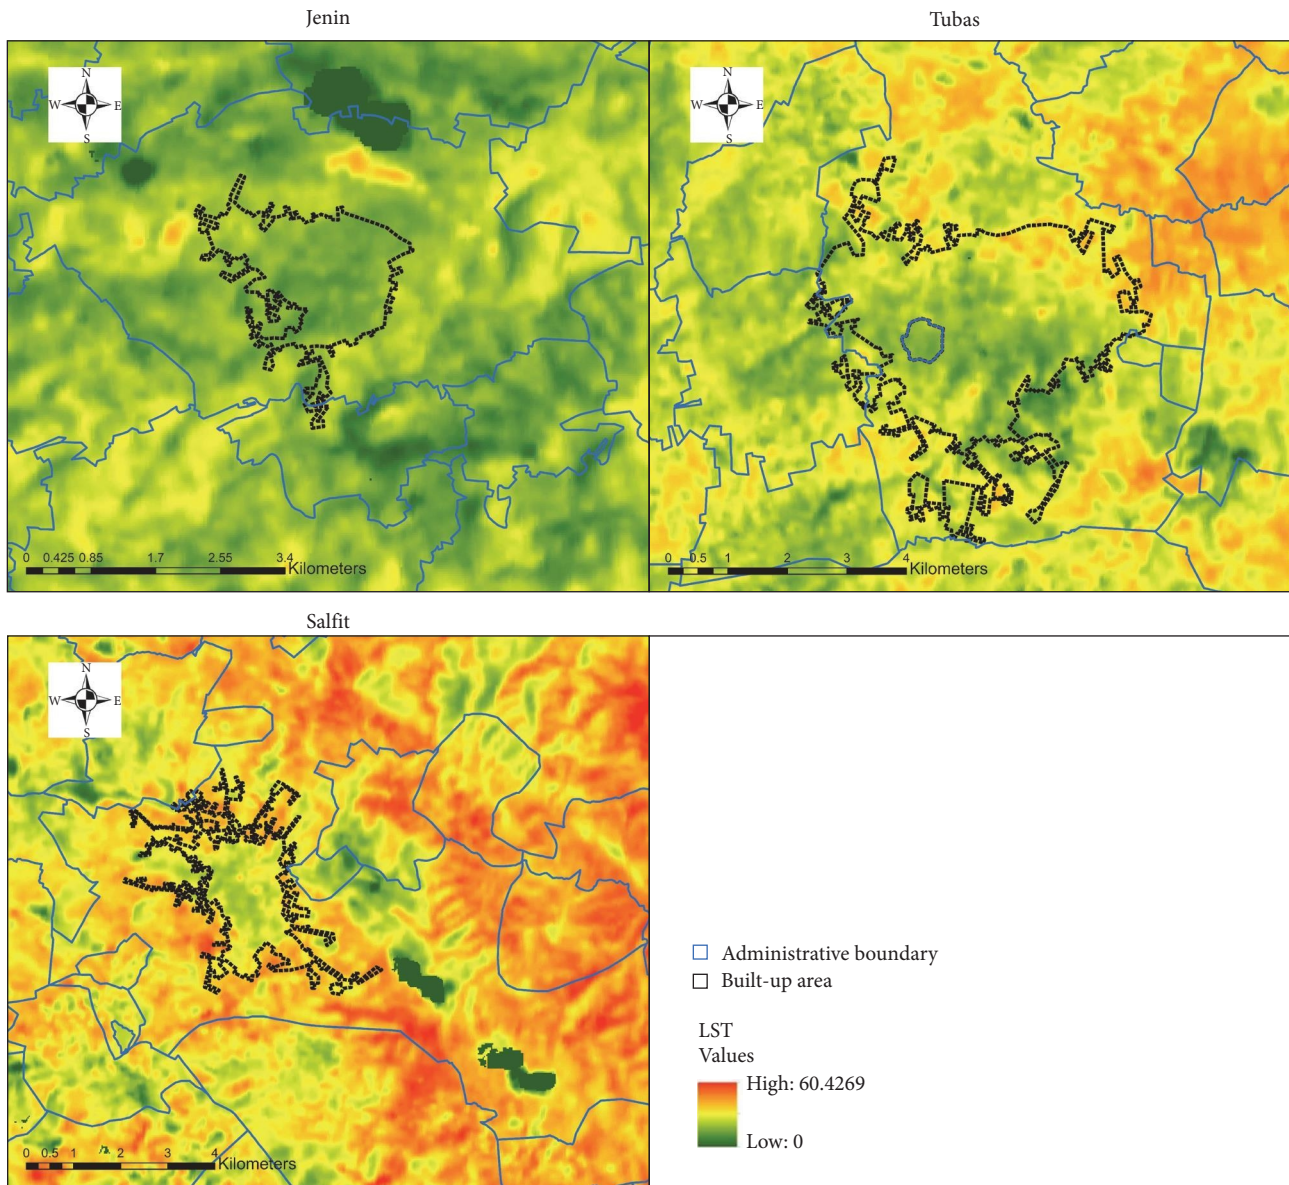 Jenin
N
W E
S
0 0.425 0.85 1.7 2.55 3.4
Kilometers
Tubas
N
W E
S
0 0.5 1 2 3 4
Kilometers
Salfit
N
W E
S
0 0.5 1 2 3 4
Kilometers
Administrative boundary
Built-up area
LST
Values
High: 60.4269
Low: 0